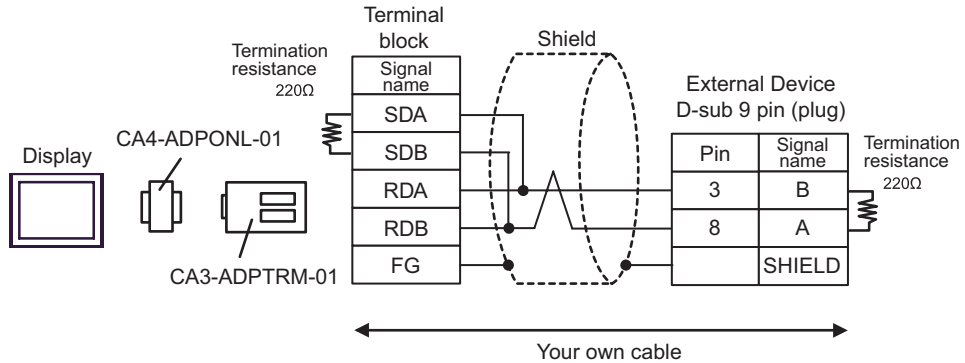 Terminal
block
Shield
Termination
resistance
220Ω
Signal
name
External Device
D-sub 9 pin (plug)
SDA
CA4-ADPONL-01
Display
SDB
Pin
Signal
name
Termination
resistance
220Ω
RDA
3
B
RDB
8
A
CA3-ADPTRM-01
FG
SHIELD
Your own cable